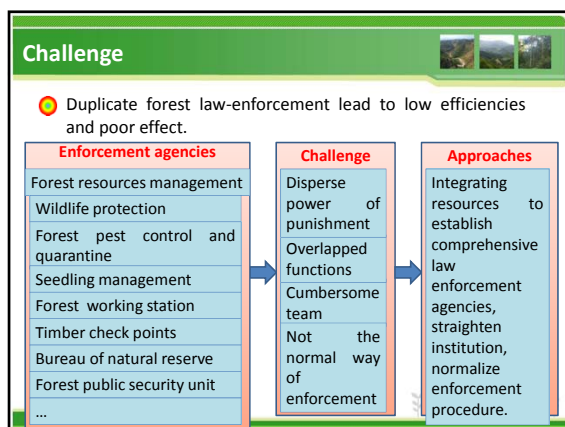 Challenge
Duplicate forest law-enforcement lead to low efficiencies
and poor effect.
Enforcement agencies
Forest resources management
Wildlife protection
Forest pest control and
quarantine
Seedling management
Forest working station
Timber check points
Bureau of natural reserve
Forest public security unit
...
Challenge
Disperse
power of
punishment
Overlapped
functions
Cumbersome
team
Not the
normal way
of
enforcement
Approaches
Integrating
resources to
establish
comprehensive
law
enforcement
agencies,
straighten
institution,
normalize
enforcement
procedure.